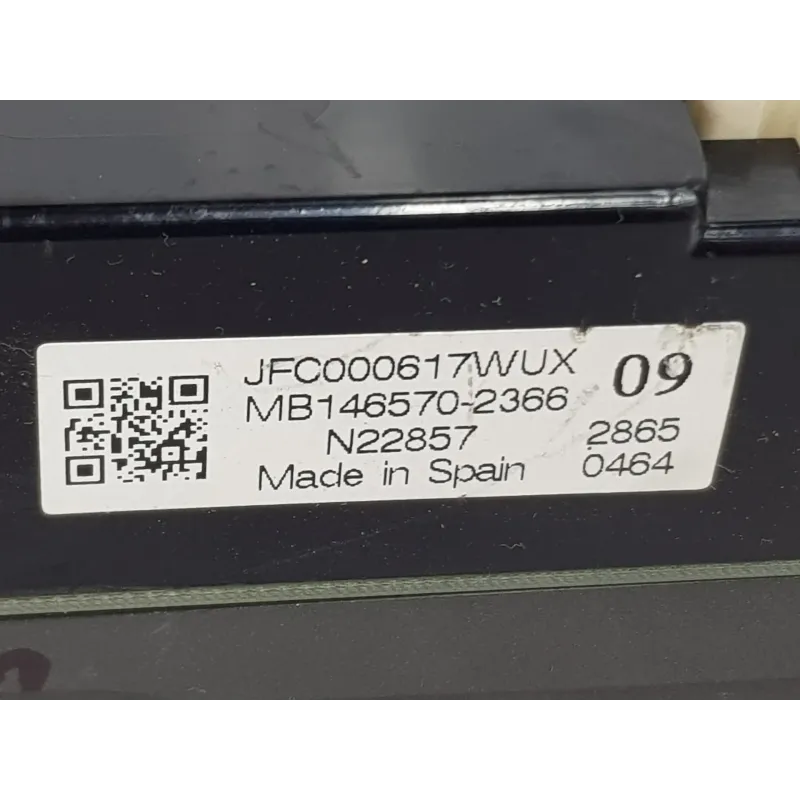 JFC000617WUX 09
MB146570-2366
N22857 2865
Made in Spain 0464